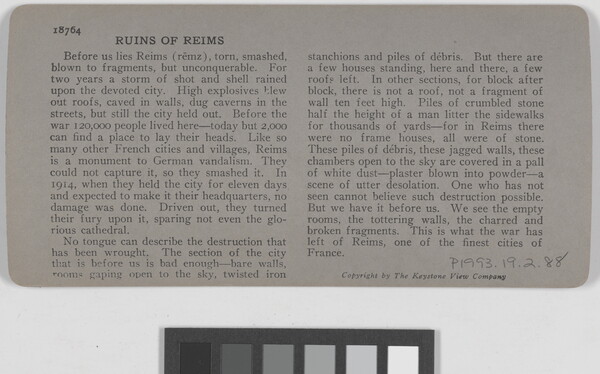 18764
RUINS OF REIMS
Before us lies Reims (rĕmz), torn, smashed,
blown to fragments, but unconquerable. For
two years a storm of shot and shell rained
upon the devoted city. High explosives blew
out roofs, caved in walls, dug caverns in the
streets, but still the city held out. Before the
war 120,000 people lived here—today but 2,000
can find a place to lay their heads. Like so
many other French cities and villages, Reims
is a monument to German vandalism. They
could not capture it, so they smashed it. In
1914, when they held the city for eleven days
and expected to make it their headquarters, no
damage was done. Driven out, they turned
their fury upon it, sparing not even the glo-
rious cathedral.
No tongue can describe the destruction that
has been wrought. The section of the city
that is before us is bad enough—bare walls,
rooms gaping open to the sky, twisted iron
stanchions and piles of débris. But there are
a few houses standing, here and there, a few
roofs left. In other sections, for block after
block, there is not a roof, not a fragment of
wall ten feet high. Piles of crumbled stone
half the height of a man litter the sidewalks
for thousands of yards—for in Reims there
were no frame houses, all were of stone.
These piles of débris, these jagged walls, these
chambers open to the sky are covered in a pall
of white dust—plaster blown into powder—a
scene of utter desolation. One who has not
seen cannot believe such destruction possible.
But we have it before us. We see the empty
rooms, the tottering walls, the charred and
broken fragments. This is what the war has
left of Reims, one of the finest cities of
France.
P1993.19.2.88
Copyright by The Keystone View Company